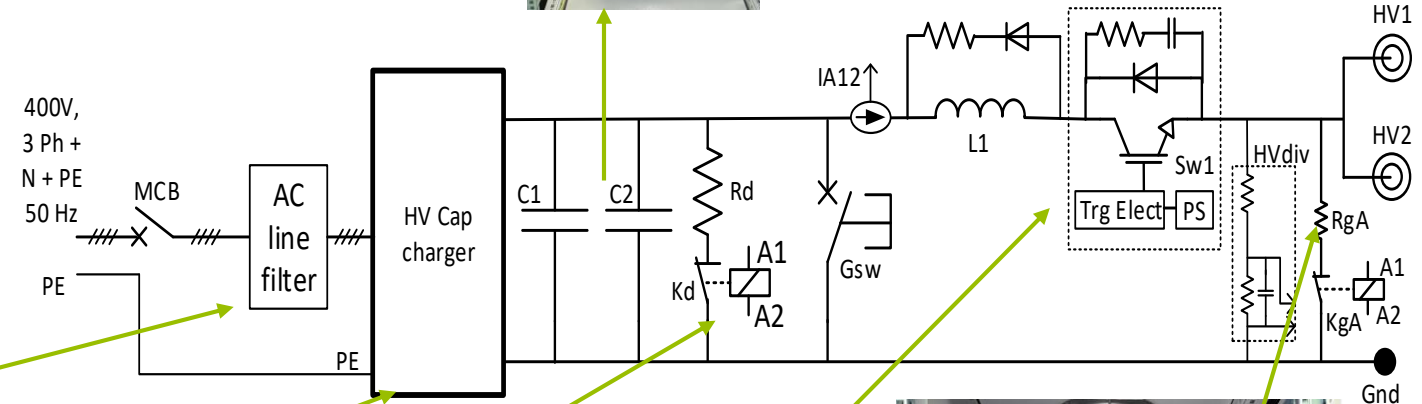 400V,
3 Ph +
N + PE
50 Hz
MCB
PE
AC
line
filter
PE
HV Cap
charger
C1
C2
Rd
Kd
A1
A2
Gsw
IA12
L1
Sw1
Trg Elect
PS
HVdiv
RgA
KgA
A1
A2
HV1
HV2
Gnd